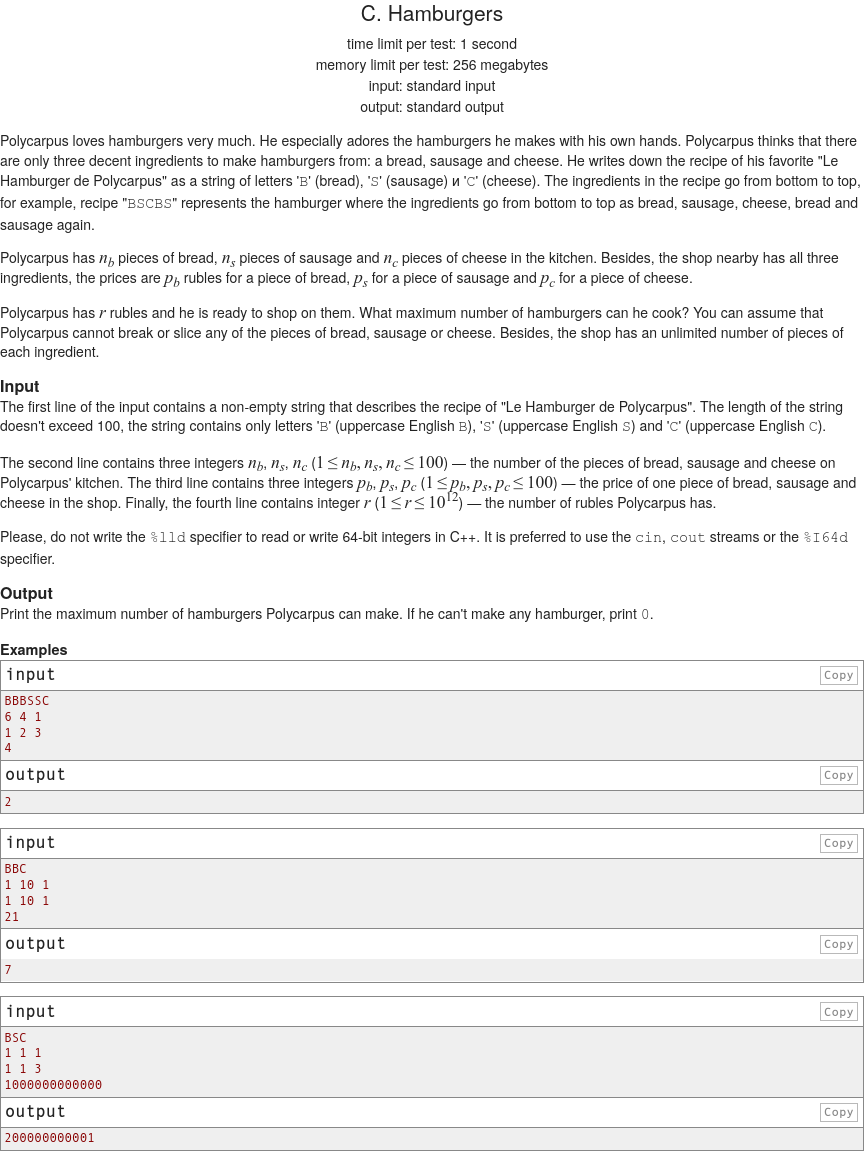 C. Hamburgers
time limit per test: 1 second
memory limit per test: 256 megabytes
input: standard input
output: standard output
Polycarpus loves hamburgers very much. He especially adores the hamburgers he makes with his own hands. Polycarpus thinks that there
are only three decent ingredients to make hamburgers from: a bread, sausage and cheese. He writes down the recipe of his favorite "Le
Hamburger de Polycarpus" as a string of letters 'B' (bread), 'S' (sausage) и 'C' (cheese). The ingredients in the recipe go from bottom to top,
for example, recipe "BSCBS" represents the hamburger where the ingredients go from bottom to top as bread, sausage, cheese, bread and
sausage again.
Polycarpus has n_b pieces of bread, n_s pieces of sausage and n_c pieces of cheese in the kitchen. Besides, the shop nearby has all three
ingredients, the prices are p_b rubles for a piece of bread, p_s for a piece of sausage and p_c for a piece of cheese.
Polycarpus has r rubles and he is ready to shop on them. What maximum number of hamburgers can he cook? You can assume that
Polycarpus cannot break or slice any of the pieces of bread, sausage or cheese. Besides, the shop has an unlimited number of pieces of
each ingredient.
Input
The first line of the input contains a non-empty string that describes the recipe of "Le Hamburger de Polycarpus". The length of the string
doesn't exceed 100, the string contains only letters 'B' (uppercase English B), 'S' (uppercase English S) and 'C' (uppercase English C).
The second line contains three integers n_b, n_s, n_c (1 ≤ n_b, n_s, n_c ≤ 100) — the number of the pieces of bread, sausage and cheese on
Polycarpus' kitchen. The third line contains three integers p_b, p_s, p_c (1 ≤ p_b, p_s, p_c ≤ 100) — the price of one piece of bread, sausage and
cheese in the shop. Finally, the fourth line contains integer r (1 ≤ r ≤ 10^12) — the number of rubles Polycarpus has.
Please, do not write the %lld specifier to read or write 64-bit integers in C++. It is preferred to use the cin, cout streams or the %I64d
specifier.
Output
Print the maximum number of hamburgers Polycarpus can make. If he can't make any hamburger, print 0.
Examples
input Copy
BBBSSC
6 4 1
1 2 3
4
output Copy
2
input Copy
BBC
1 10 1
1 10 1
21
output Copy
7
input Copy
BSC
1 1 1
1 1 3
1000000000000
output Copy
200000000001